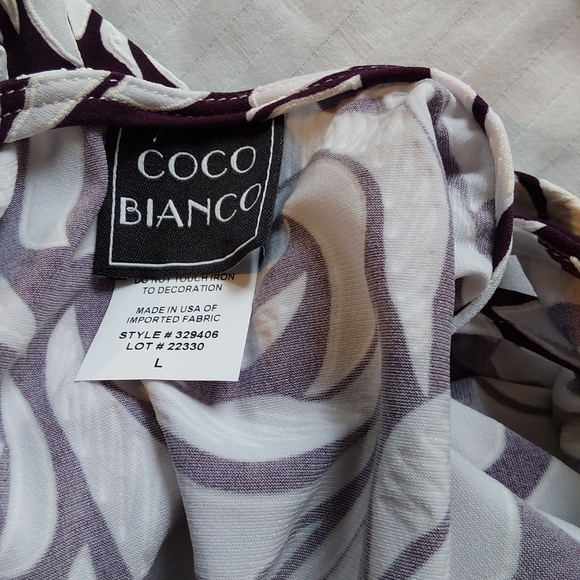 COCO
BIANCO
DO NOT TOUCH IRON
TO DECORATION
MADE IN USA OF
IMPORTED FABRIC
STYLE # 329406
LOT # 22330
L